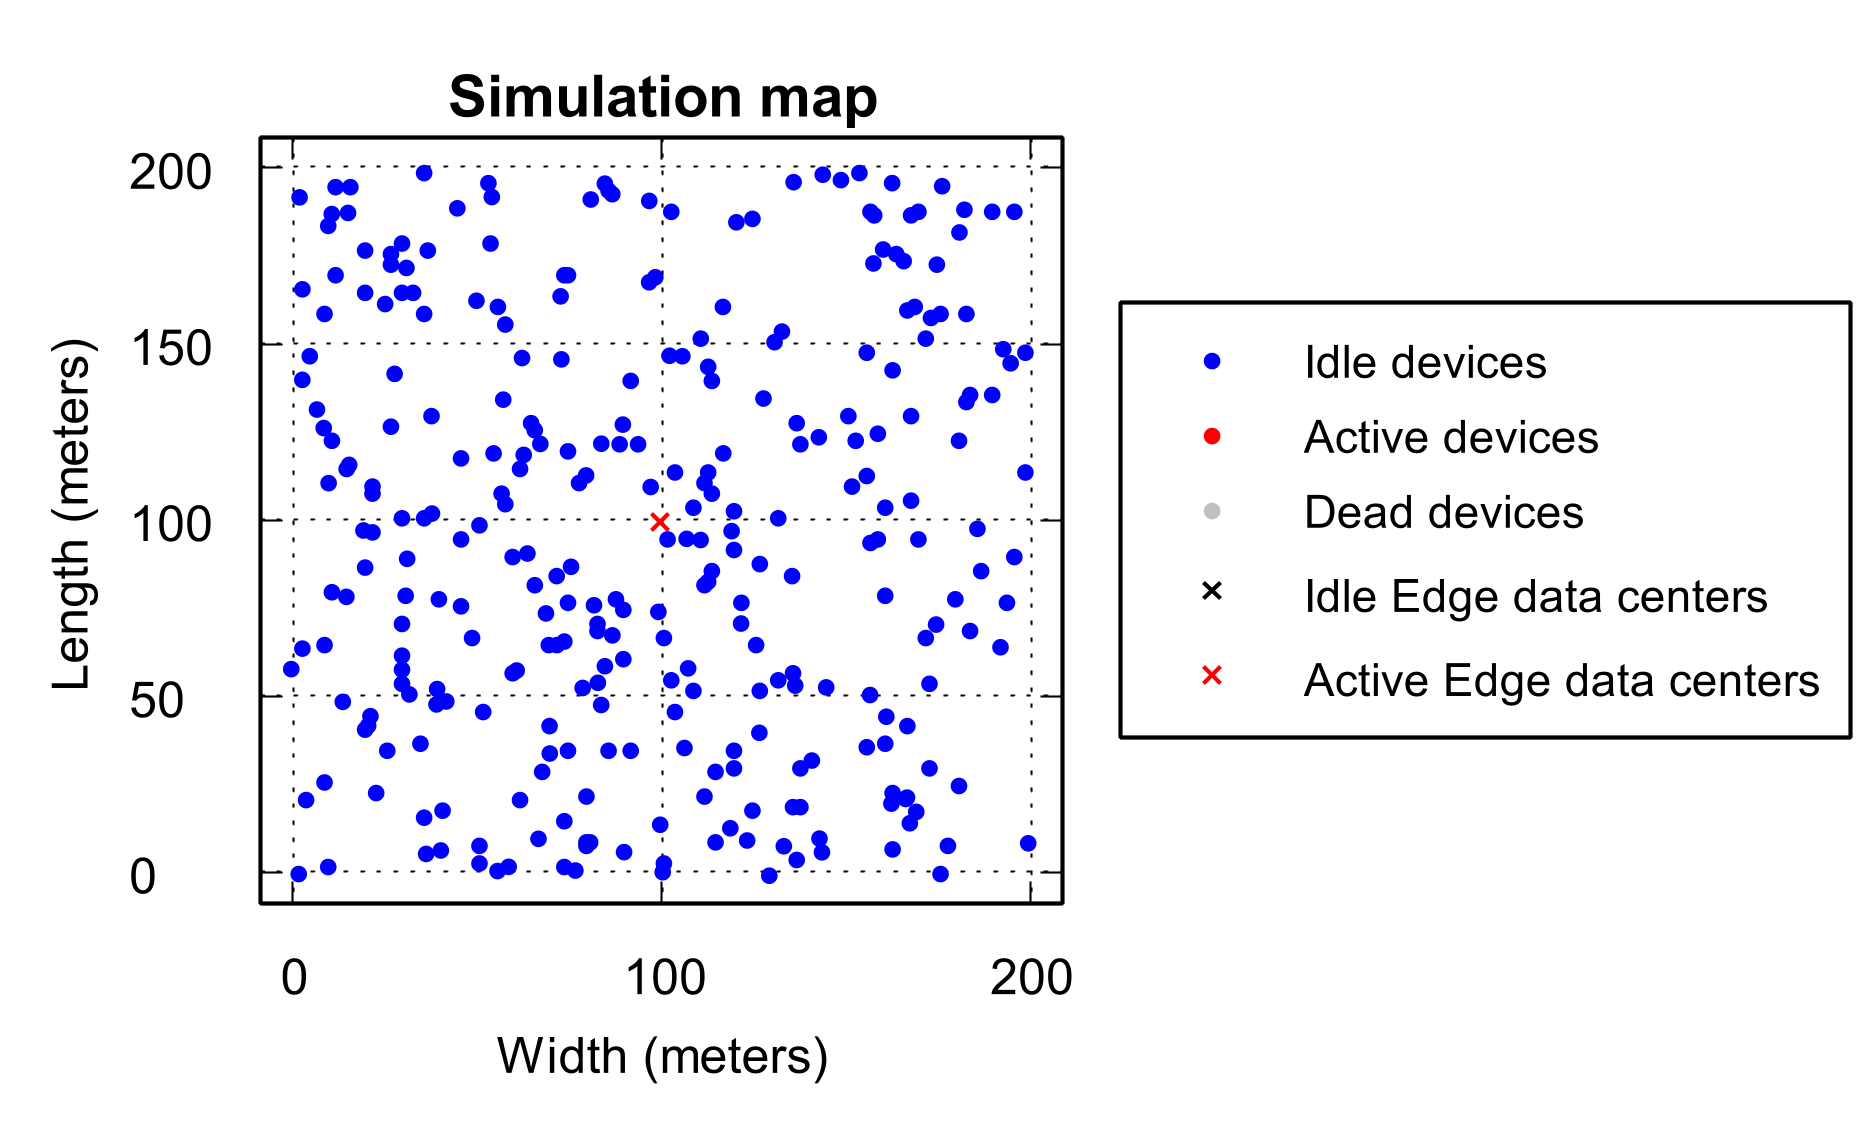 Simulation map
200
150
100
50
0
Length (meters)
0 100 200
Width (meters)
Idle devices
Active devices
Dead devices
Idle Edge data centers
Active Edge data centers